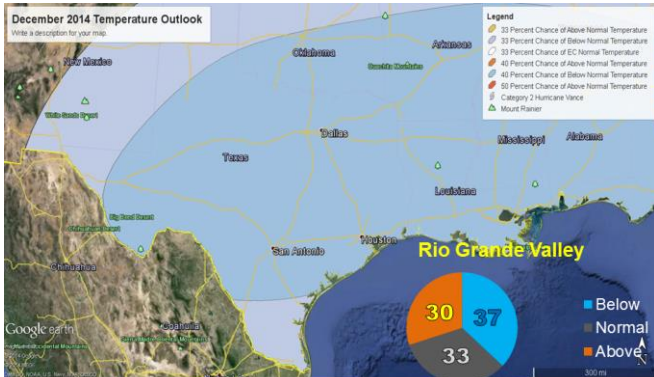 December 2014 Temperature Outlook
Write a description for your map.
Legend
33 Percent Chance of Above Normal Temperature
33 Percent Chance of Below Normal Temperature
33 Percent Chance of EC Normal Temperature
40 Percent Chance of Above Normal Temperature
40 Percent Chance of Below Normal Temperature
50 Percent Chance of Above Normal Temperature
Category 2 Hurricane Vance
Mount Rainier
Oklahoma
Arkansas
New Mexico
Ouachita Mountains
White Sands Desert
Dallas
Mississippi
Alabama
Texas
Louisiana
Big Bend Desert
Chihuahuan Desert
San Antonio
Houston
Rio Grande Valley
Chihuahua
30
37
33
Below
Normal
Above
Coahuila
Google earth
N
300 mi